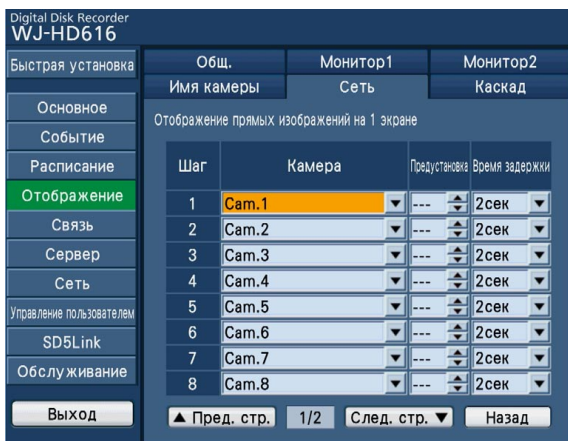 Digital Disk Recorder
WJ-HD616
Быстрая установка
Основное
Событие
Расписание
Отображение
Связь
Сервер
Сеть
Управление пользователем
SD5Link
Обслуживание
Выход
Общ. Монитор1 Монитор2
Имя камеры Сеть Каскад
Отображение прямых изображений на 1 экране
Шаг Камера Предустановка Время задержки
1 Cam.1 --- 2сек
2 Cam.2 --- 2сек
3 Cam.3 --- 2сек
4 Cam.4 --- 2сек
5 Cam.5 --- 2сек
6 Cam.6 --- 2сек
7 Cam.7 --- 2сек
8 Cam.8 --- 2сек
▲ Пред. стр. 1/2 След. стр. ▼ Назад